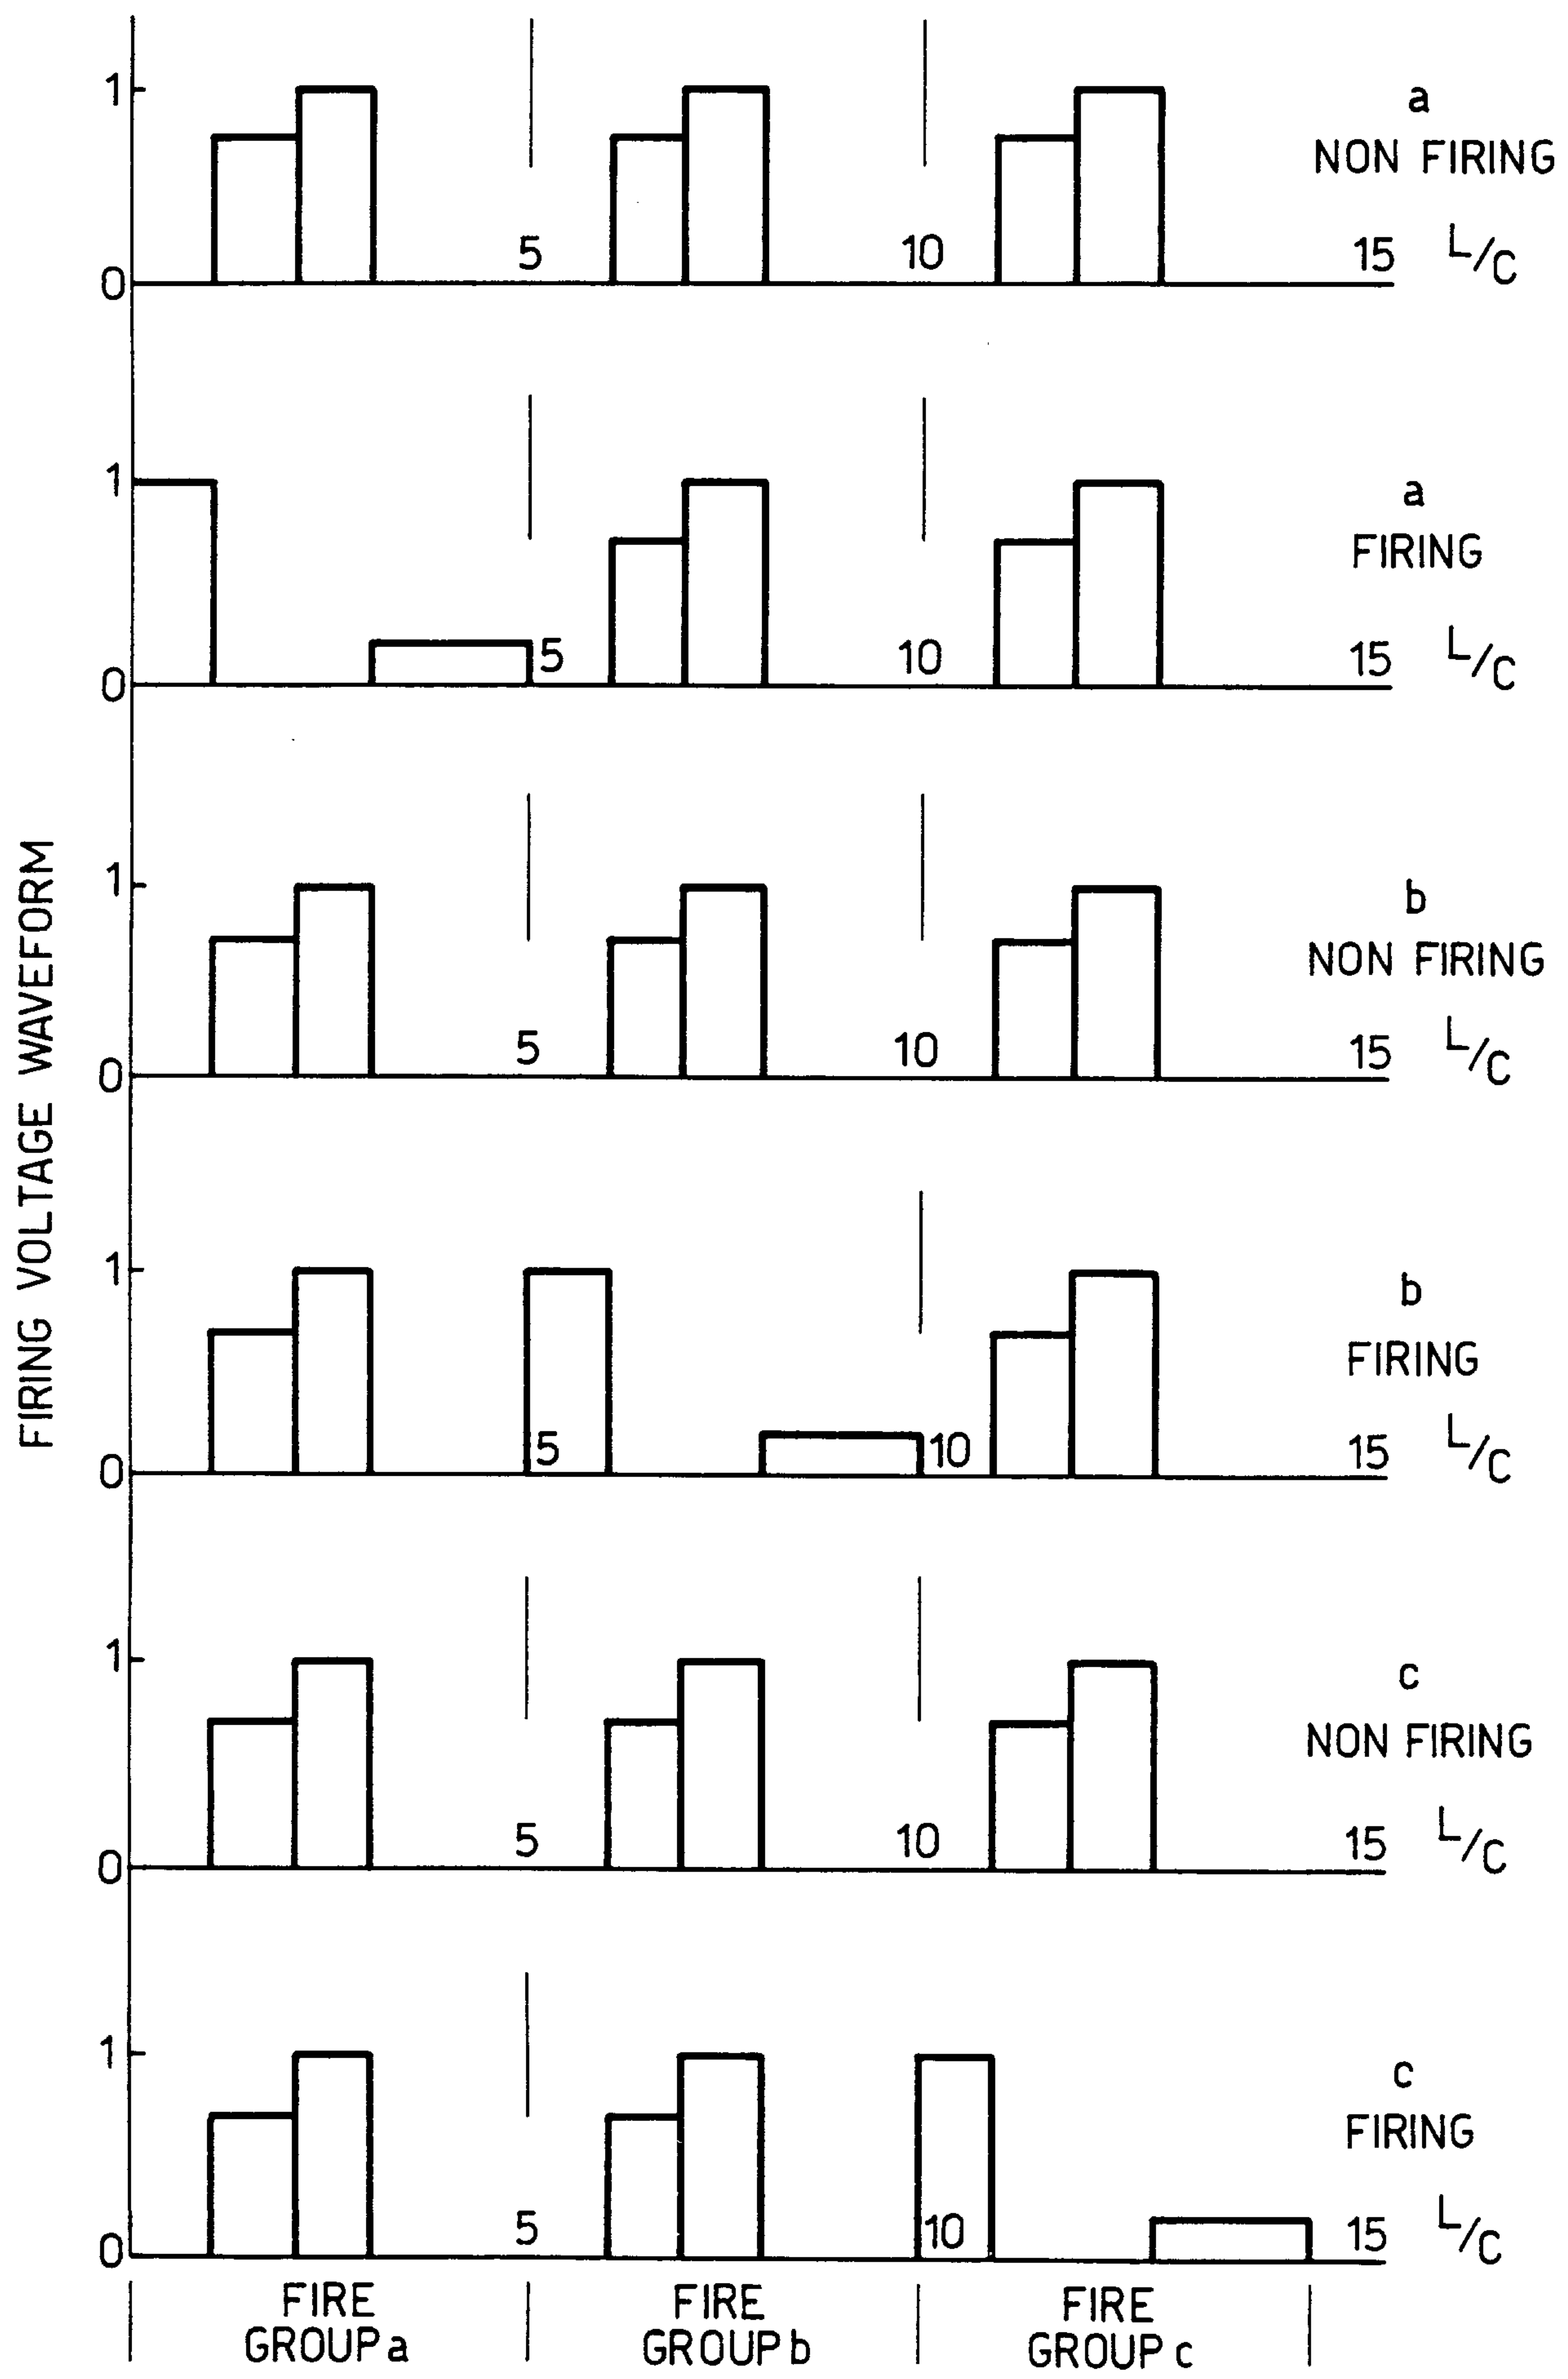 FIRING VOLTAGE WAVEFORM
1
a
NON FIRING
5
10
15
L/C
0
1
a
FIRING
5
10
15
L/C
0
1
b
NON FIRING
5
10
15
L/C
0
1
b
FIRING
5
10
15
L/C
0
1
c
NON FIRING
5
10
15
L/C
0
1
c
FIRING
5
10
15
L/C
0
FIRE
GROUP a
FIRE
GROUP b
FIRE
GROUP c